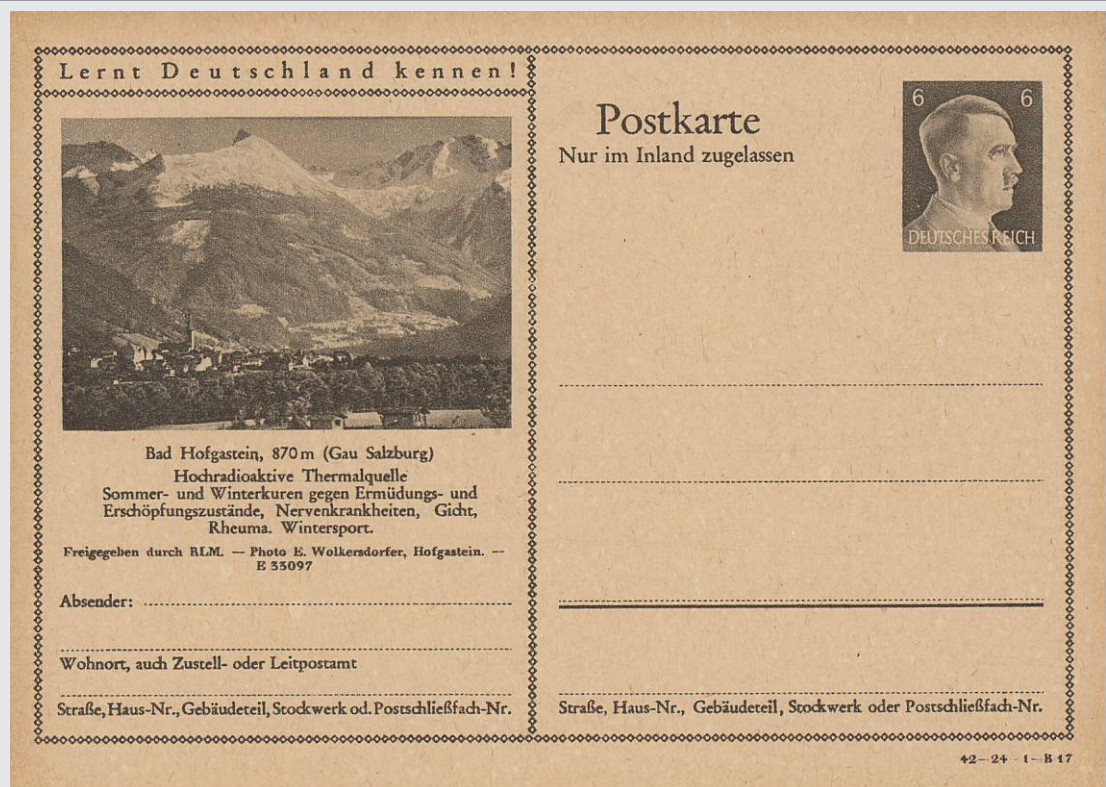 Lernt Deutschland kennen!
Bad Hofgastein, 870 m (Gau Salzburg)
Hochradioaktive Thermalquelle
Sommer- und Winterkuren gegen Ermüdungs- und
Erschöpfungszustände, Nervenkrankheiten, Gicht,
Rheuma. Wintersport.
Freigegeben durch RLM. — Photo E. Wolkersdorfer, Hofgastein. —
E 33097
Absender:
Wohnort, auch Zustell- oder Leitpostamt
Straße, Haus-Nr., Gebäudeteil, Stockwerk od. Postschließfach-Nr.
Postkarte
Nur im Inland zugelassen
6 6
DEUTSCHES REICH
Straße, Haus-Nr., Gebäudeteil, Stockwerk oder Postschließfach-Nr.
42—24 - 1—B 17